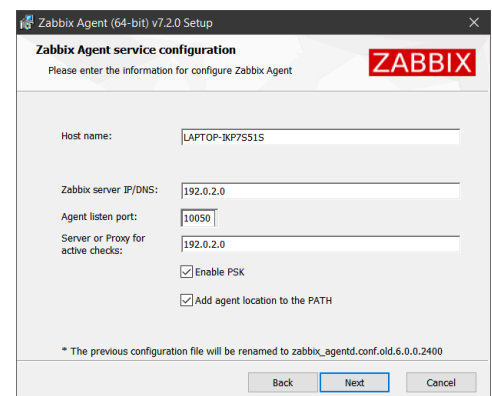 Zabbix Agent (64-bit) v7.2.0 Setup
Zabbix Agent service configuration
Please enter the information for configure Zabbix Agent
ZABBIX
Host name: LAPTOP-IKP7S51S
Zabbix server IP/DNS: 192.0.2.0
Agent listen port: 10050
Server or Proxy for
active checks: 192.0.2.0
Enable PSK
Add agent location to the PATH
* The previous configuration file will be renamed to zabbix_agentd.conf.old.6.0.0.2400
Back Next Cancel